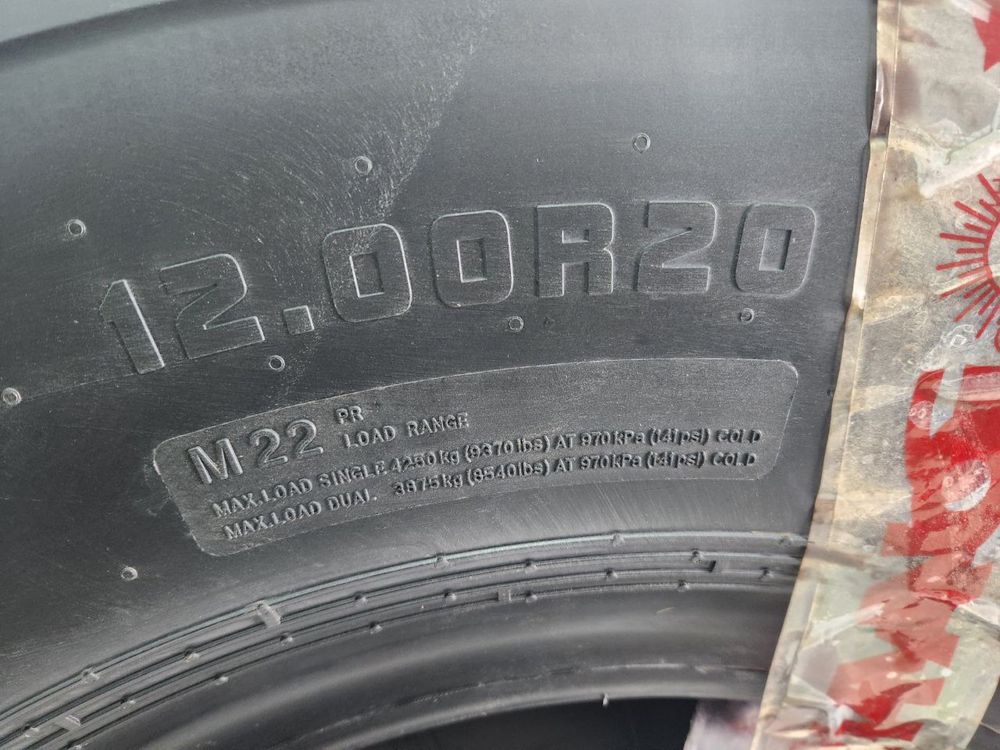 12.00R20
M 22 PR
LOAD RANGE
MAX.LOAD SINGLE 4250kg (9370lbs) AT 970kPa (141psi) COLD
MAX.LOAD DUAL 3875kg (8540lbs) AT 970kPa (141psi) COLD